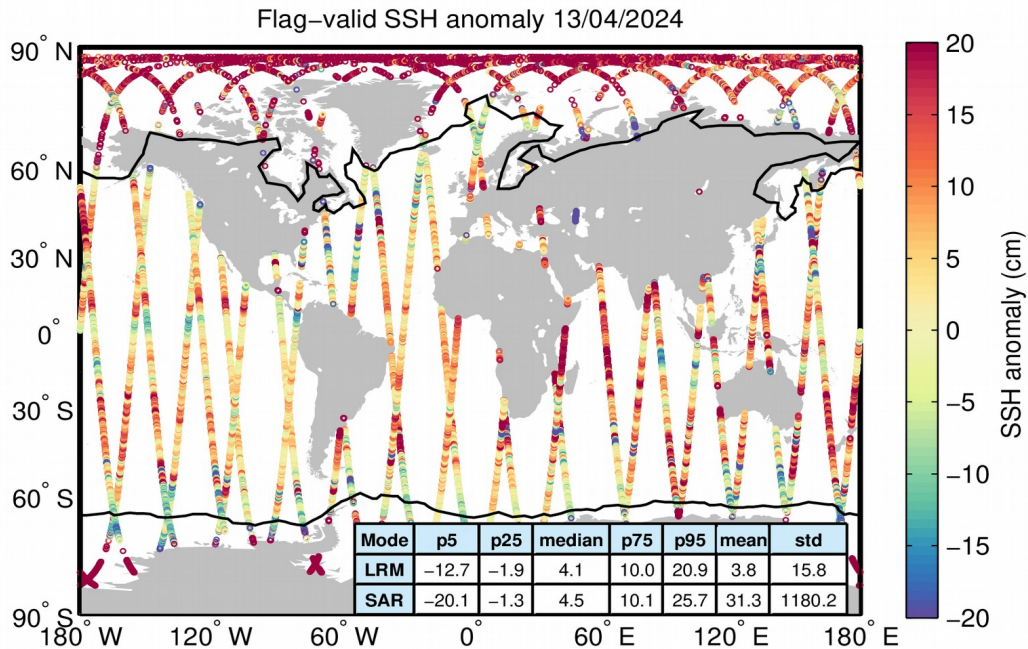 Flag−valid SSH anomaly 13/04/2024
90° N
60° N
30° N
0°
30° S
60° S
90° S
180° W
120° W
60° W
0°
60° E
120° E
180° E
Mode p5 p25 median p75 p95 mean std
LRM −12.7 −1.9 4.1 10.0 20.9 3.8 15.8
SAR −20.1 −1.3 4.5 10.1 25.7 31.3 1180.2
20
15
10
5
0
−5
−10
−15
−20
SSH anomaly (cm)